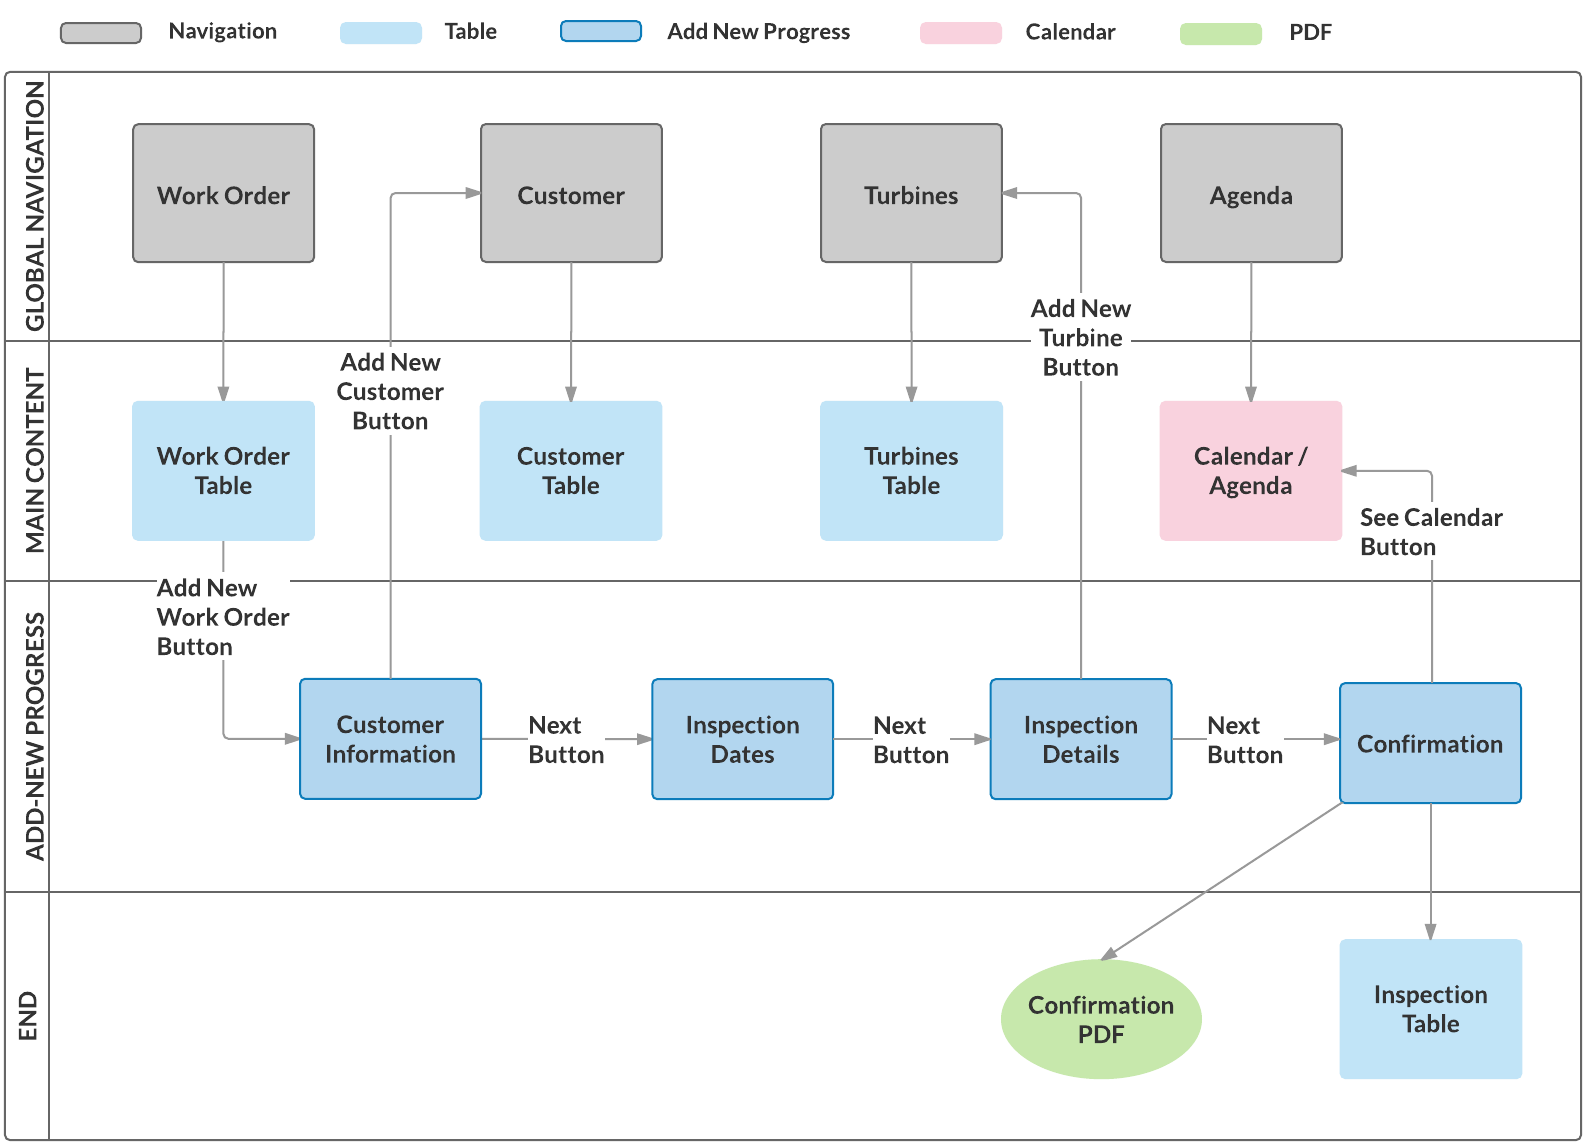 Navigation
Table
Add New Progress
Calendar
PDF
GLOBAL NAVIGATION
Work Order
Customer
Turbines
Agenda
Add New
Turbine
Button
MAIN CONTENT
Add New
Customer
Button
Work Order
Table
Customer
Table
Turbines
Table
Calendar /
Agenda
See Calendar
Button
ADD-NEW PROGRESS
Add New
Work Order
Button
Customer
Information
Next
Button
Inspection
Dates
Next
Button
Inspection
Details
Next
Button
Confirmation
END
Confirmation
PDF
Inspection
Table